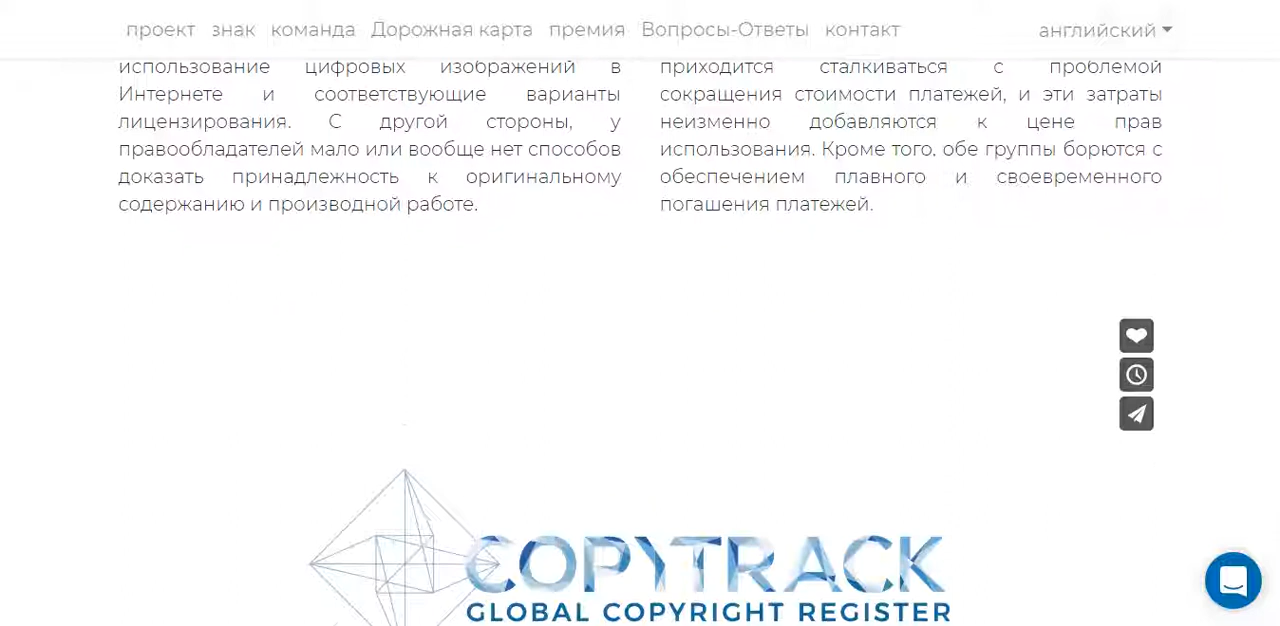 проект знак команда Дорожная карта премия Вопросы-Ответы контакт английский
использование цифровых изображений в
Интернете и соответствующие варианты
лицензирования. С другой стороны, у
правообладателей мало или вообще нет способов
доказать принадлежность к оригинальному
содержанию и производной работе.
приходится сталкиваться с проблемой
сокращения стоимости платежей, и эти затраты
неизменно добавляются к цене прав
использования. Кроме того, обе группы борются с
обеспечением плавного и своевременного
погашения платежей.
COPYTRACK
GLOBAL COPYRIGHT REGISTER